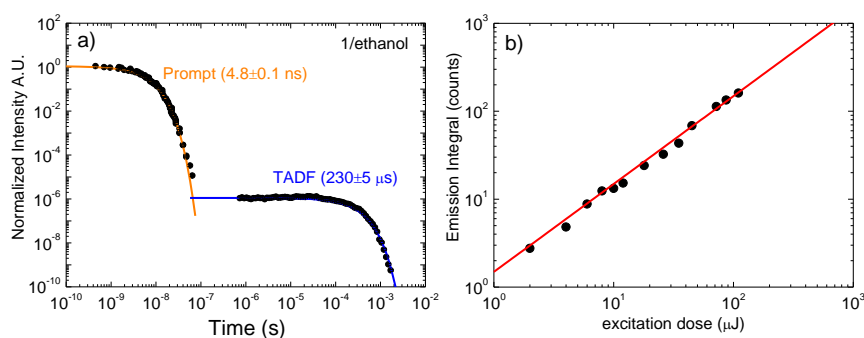 a)
1/ethanol
Prompt (4.8±0.1 ns)
TADF (230±5 μs)
Normalized Intensity A.U.
10⁰
10⁻²
10⁻⁴
10⁻⁶
10⁻⁸
10⁻¹⁰
10⁻¹⁰ 10⁻⁹ 10⁻⁸ 10⁻⁷ 10⁻⁶ 10⁻⁵ 10⁻⁴ 10⁻³ 10⁻²
Time (s)
b)
Emission Integral (counts)
10³
10²
10¹
10⁰
10⁰ 10¹ 10² 10³
excitation dose (μJ)